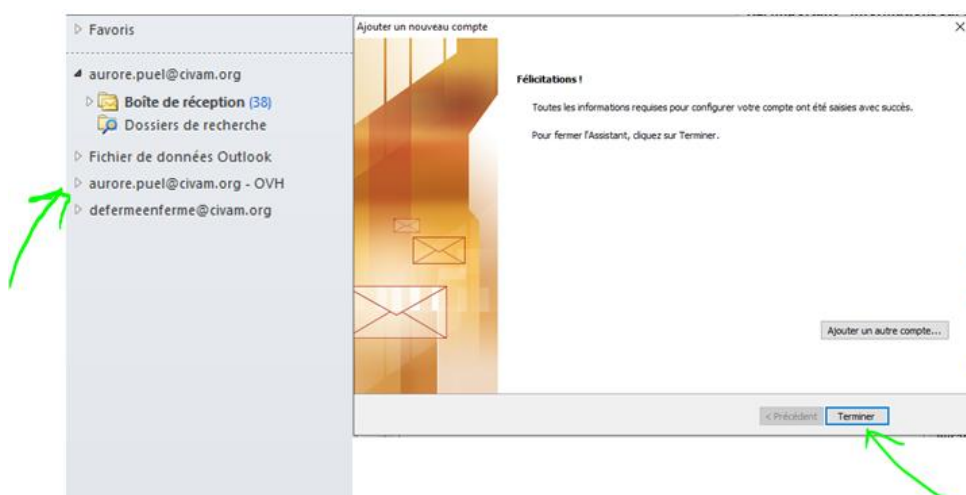 Favoris
aurore.puel@civam.org
Boîte de réception (38)
Dossiers de recherche
Fichier de données Outlook
aurore.puel@civam.org - OVH
defermeenferme@civam.org
Ajouter un nouveau compte
Félicitations !
Toutes les informations requises pour configurer votre compte ont été saisies avec succès.
Pour fermer l'Assistant, cliquez sur Terminer.
Ajouter un autre compte...
< Précédent
Terminer